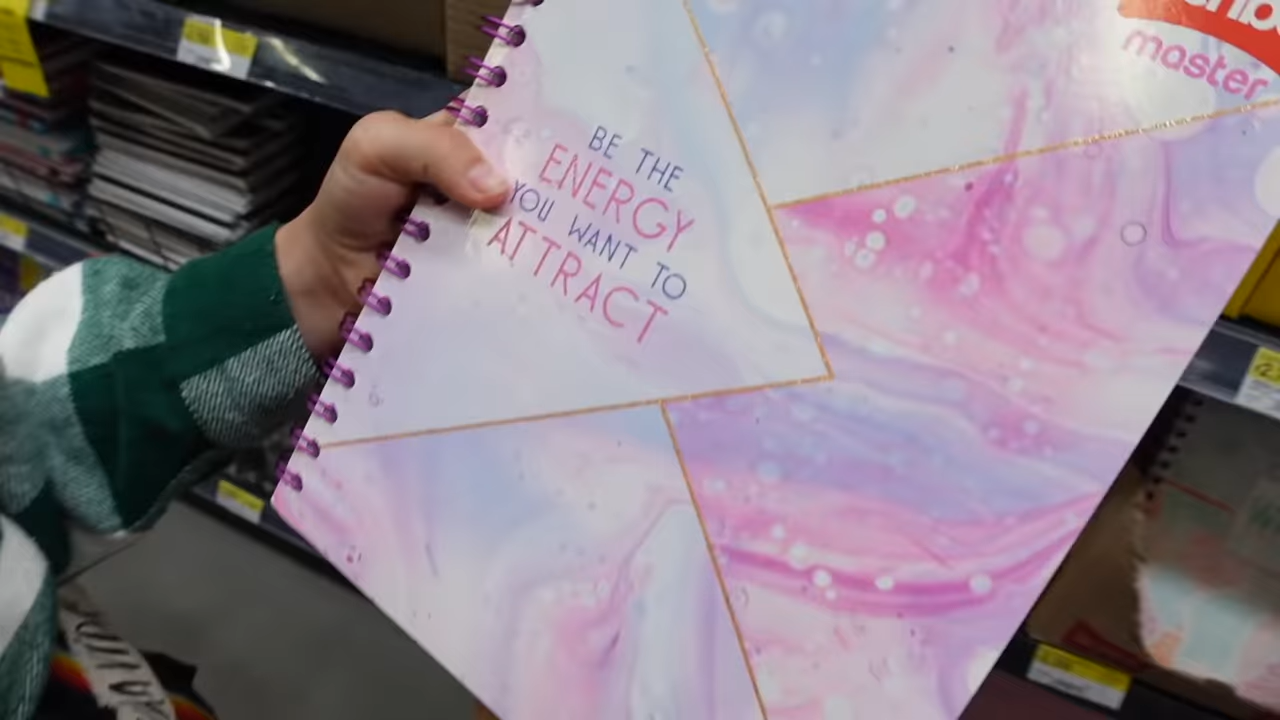 BE THE
ENERGY
YOU WANT TO
ATTRACT
master